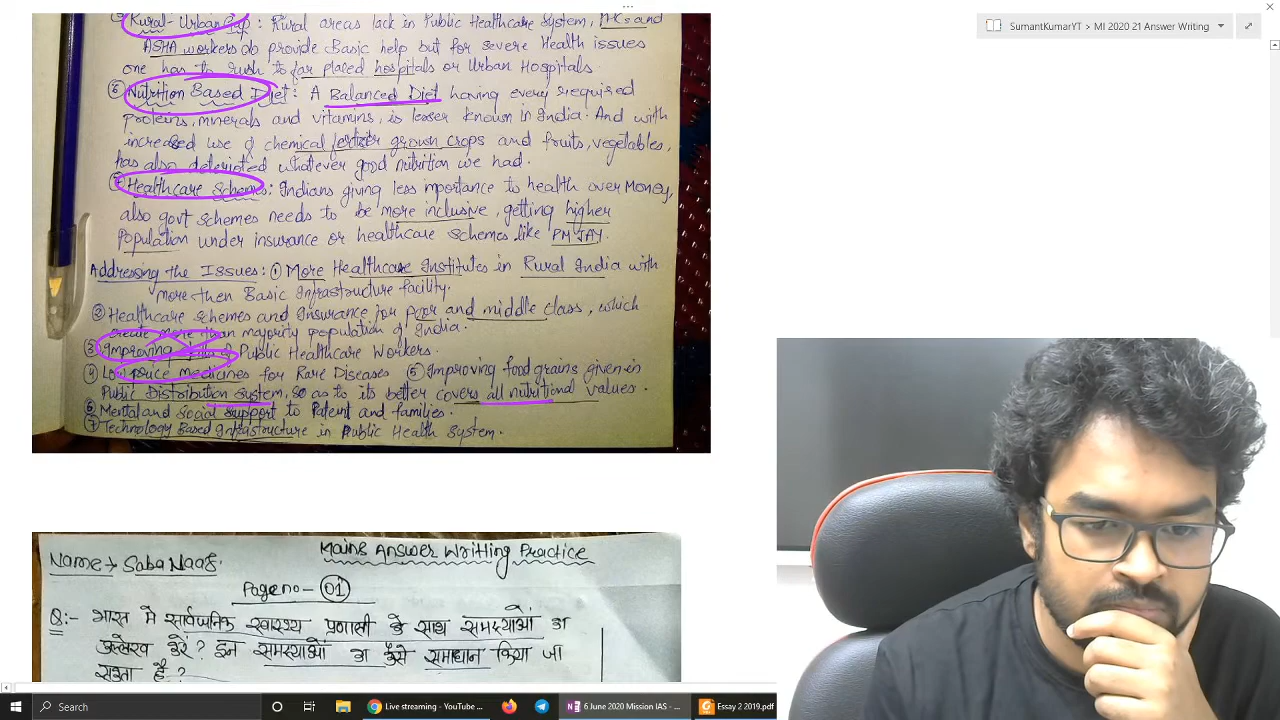 SumantKumarYT > MI 2020 21 Answer Writing
⑤ Rural-Urban Gap : Rural areas lack in Public Healthcare System, and
ASHA workers do provide Basic help but for severe Health issues
one has to rush to far placed hospitals or Urban Hospitals.
⑥ Nutrition Based Diet: A Balanced Diet having every required
proteins, minerals and vitamins, is lesser known in India. And with
increased use of chemical fertilizer grown crops and fruits, vegetables,
has also deterioted whatever good nutrition we had.
Healthcare Schemes: Indians giving less mportance to health over Money,
also govt schemes needs to be more inclusive, getting higher
Population under insurance or healthcare schemes like PMJAY.
Addressing the Issues: ① More Healthcare Institutes in Rural India with
more then Basic Infrastructure facility.
② Healthcare schemes and Insurance for poor and middle class, which
create more than majority population of India.
③ Improving of Public Healthcare Workers.
④ Low price medicines for Rare Diseases ⑤ Improving food grains given in
Public Distribution System, so as to its better covers all nutritional values.
⑥ Mental and Social support to Patent and families.
⑦ Technology Based Infrastructure in Public Health System.
Name → Saba Naaz.
Mains Answer Writting Practice
Page no – 01
Q:- भारत मे सार्वजनिक स्वास्थ्य प्रणाली के साथ समस्याओं का
उल्लेख करें? इन समस्याओं का कैसे समाधान किया जा
सकता है?
Search
Live streaming - YouTube ...
6 June 2020 Mission IAS - ...
Essay 2 2019.pdf